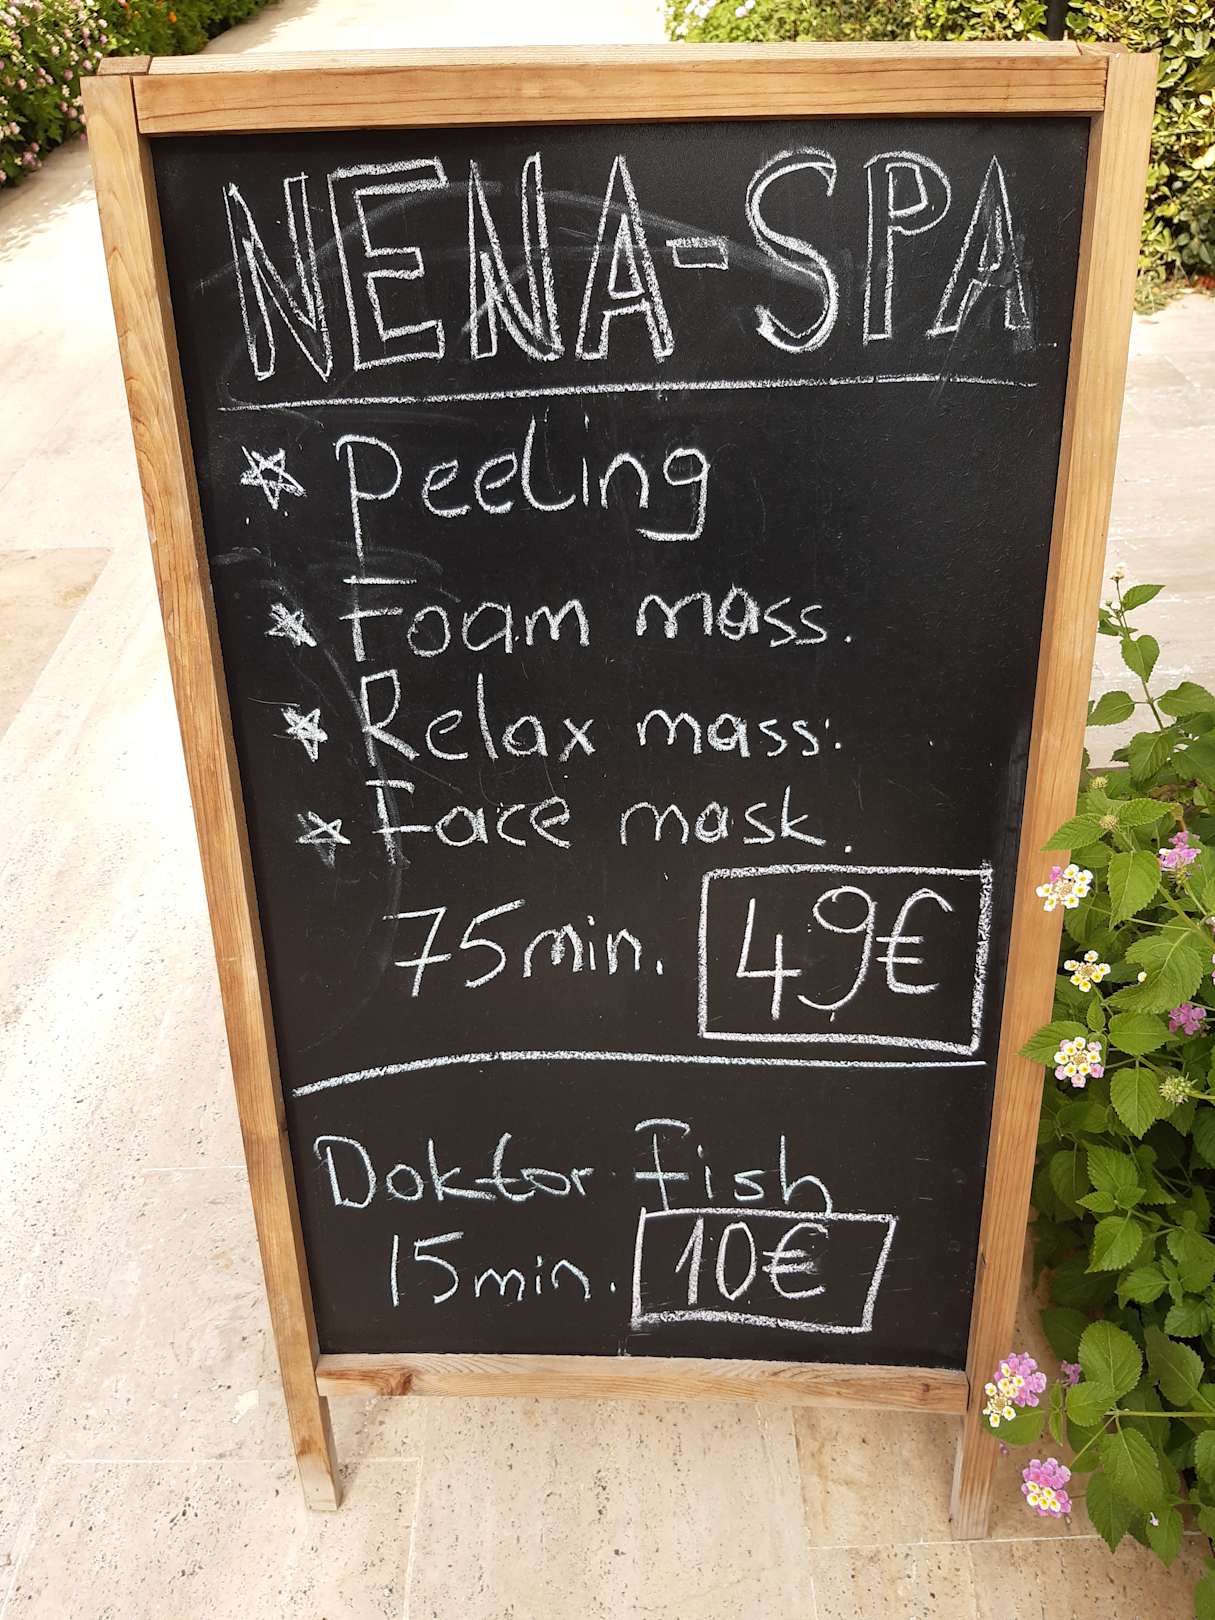 NENA-SPA
Peeling
Foam mass.
Relax mass.
Face mask.
75min. 49€
Doktor Fish
15min. 10€